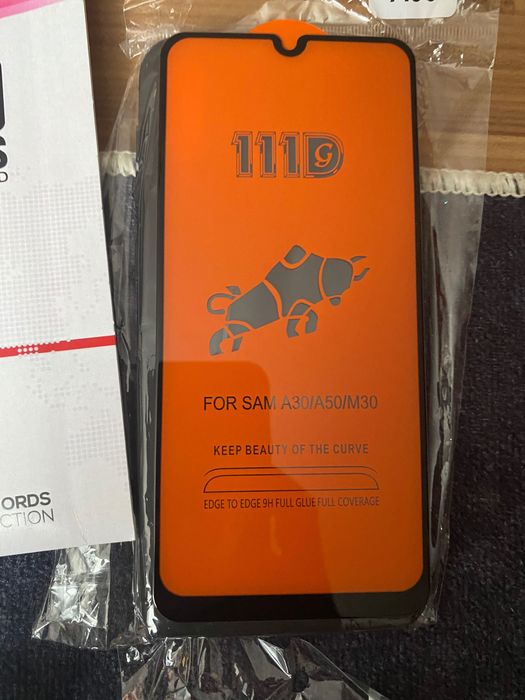 111D
G
FOR SAM A30/A50/M30
KEEP BEAUTY OF THE CURVE
EDGE TO EDGE 9H FULL GLUE FULL COVERAGE
ORDS
CTION